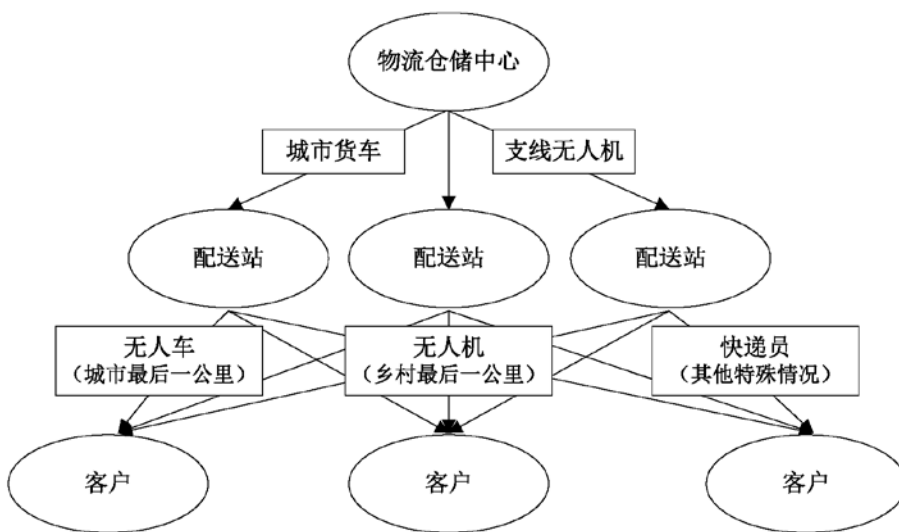 物流仓储中心
城市货车
支线无人机
配送站
配送站
配送站
无人车
（城市最后一公里）
无人机
（乡村最后一公里）
快递员
（其他特殊情况）
客户
客户
客户